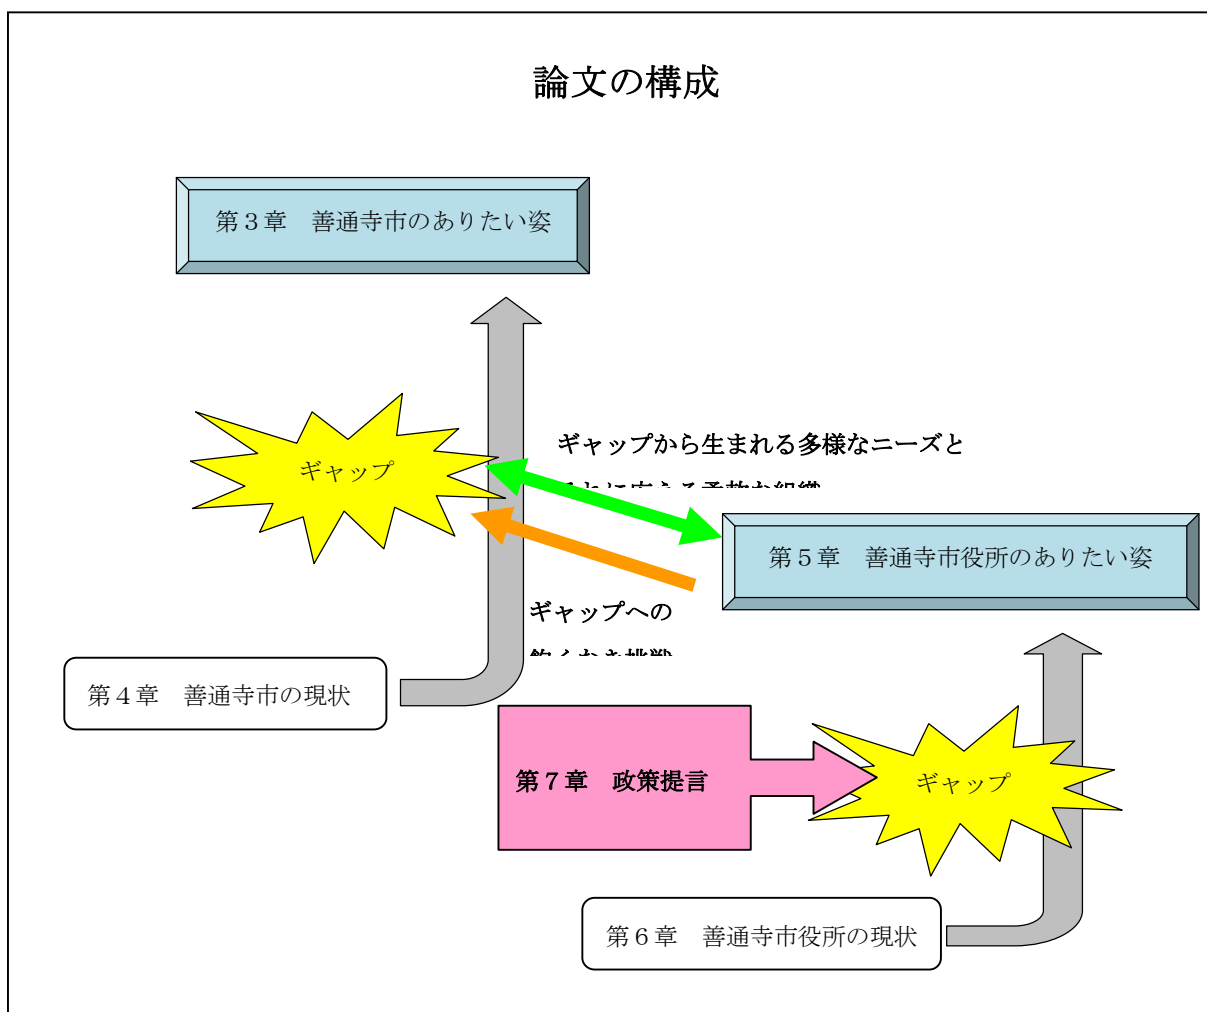 論文の構成
第３章　善通寺市のありたい姿
ギャップ
ギャップから生まれる多様なニーズと
第５章　善通寺市役所のありたい姿
ギャップへの
第４章　善通寺市の現状
第７章　政策提言
ギャップ
第６章　善通寺市役所の現状